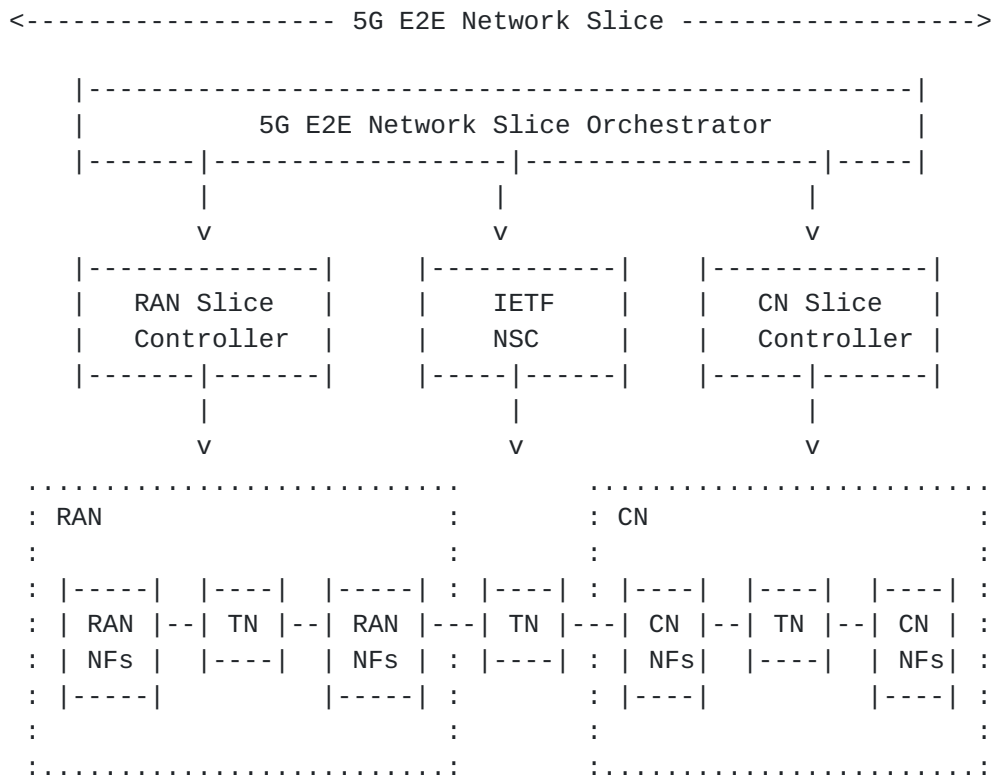 <-------------------- 5G E2E Network Slice ------------------->
|-----------------------------------------------------|
| 5G E2E Network Slice Orchestrator |
|-------|-------------------|-------------------|-----|
| | |
v v v
|---------------| |------------| |--------------|
| RAN Slice | | IETF | | CN Slice |
| Controller | | NSC | | Controller |
|-------|-------| |-----|------| |------|-------|
| | |
v v v
............................ ..........................
: RAN : : CN :
: : : :
: |-----| |----| |-----| : |----| : |----| |----| |----| :
: | RAN |--| TN |--| RAN |---| TN |---| CN |--| TN |--| CN | :
: | NFs | |----| | NFs | : |----| : | NFs| |----| | NFs| :
: |-----| |-----| : : |----| |----| :
: : : :
:..........................: :........................: